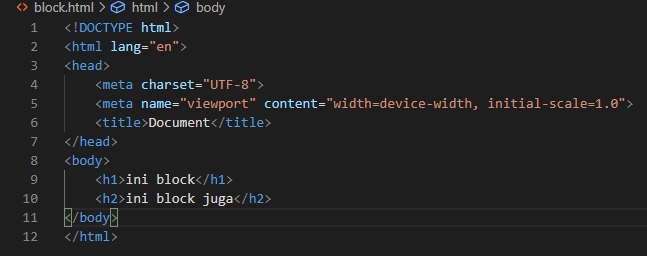 block.html > html > body
1 <!DOCTYPE html>
2 <html lang="en">
3 <head>
4 <meta charset="UTF-8">
5 <meta name="viewport" content="width=device-width, initial-scale=1.0">
6 <title>Document</title>
7 </head>
8 <body>
9 <h1>ini block</h1>
10 <h2>ini block juga</h2>
11 </body>
12 </html>